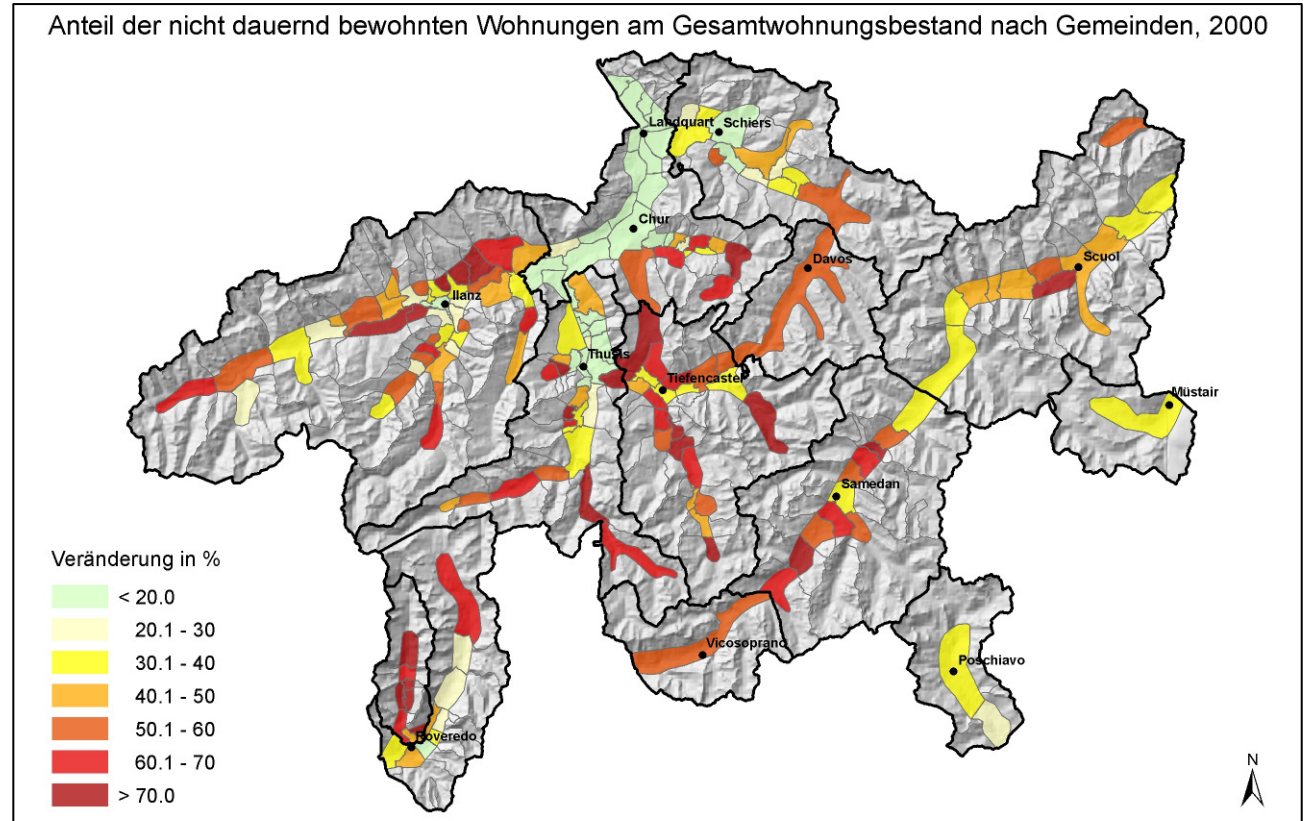 Anteil der nicht dauernd bewohnten Wohnungen am Gesamtwohnungsbestand nach Gemeinden, 2000
Landquart
Schiers
Chur
Davos
Scuol
Ilanz
Thusis
Tiefencastel
Müstair
Samedan
Vicosoprano
Poschiavo
Roveredo
Veränderung in %
< 20.0
20.1 - 30
30.1 - 40
40.1 - 50
50.1 - 60
60.1 - 70
> 70.0
N